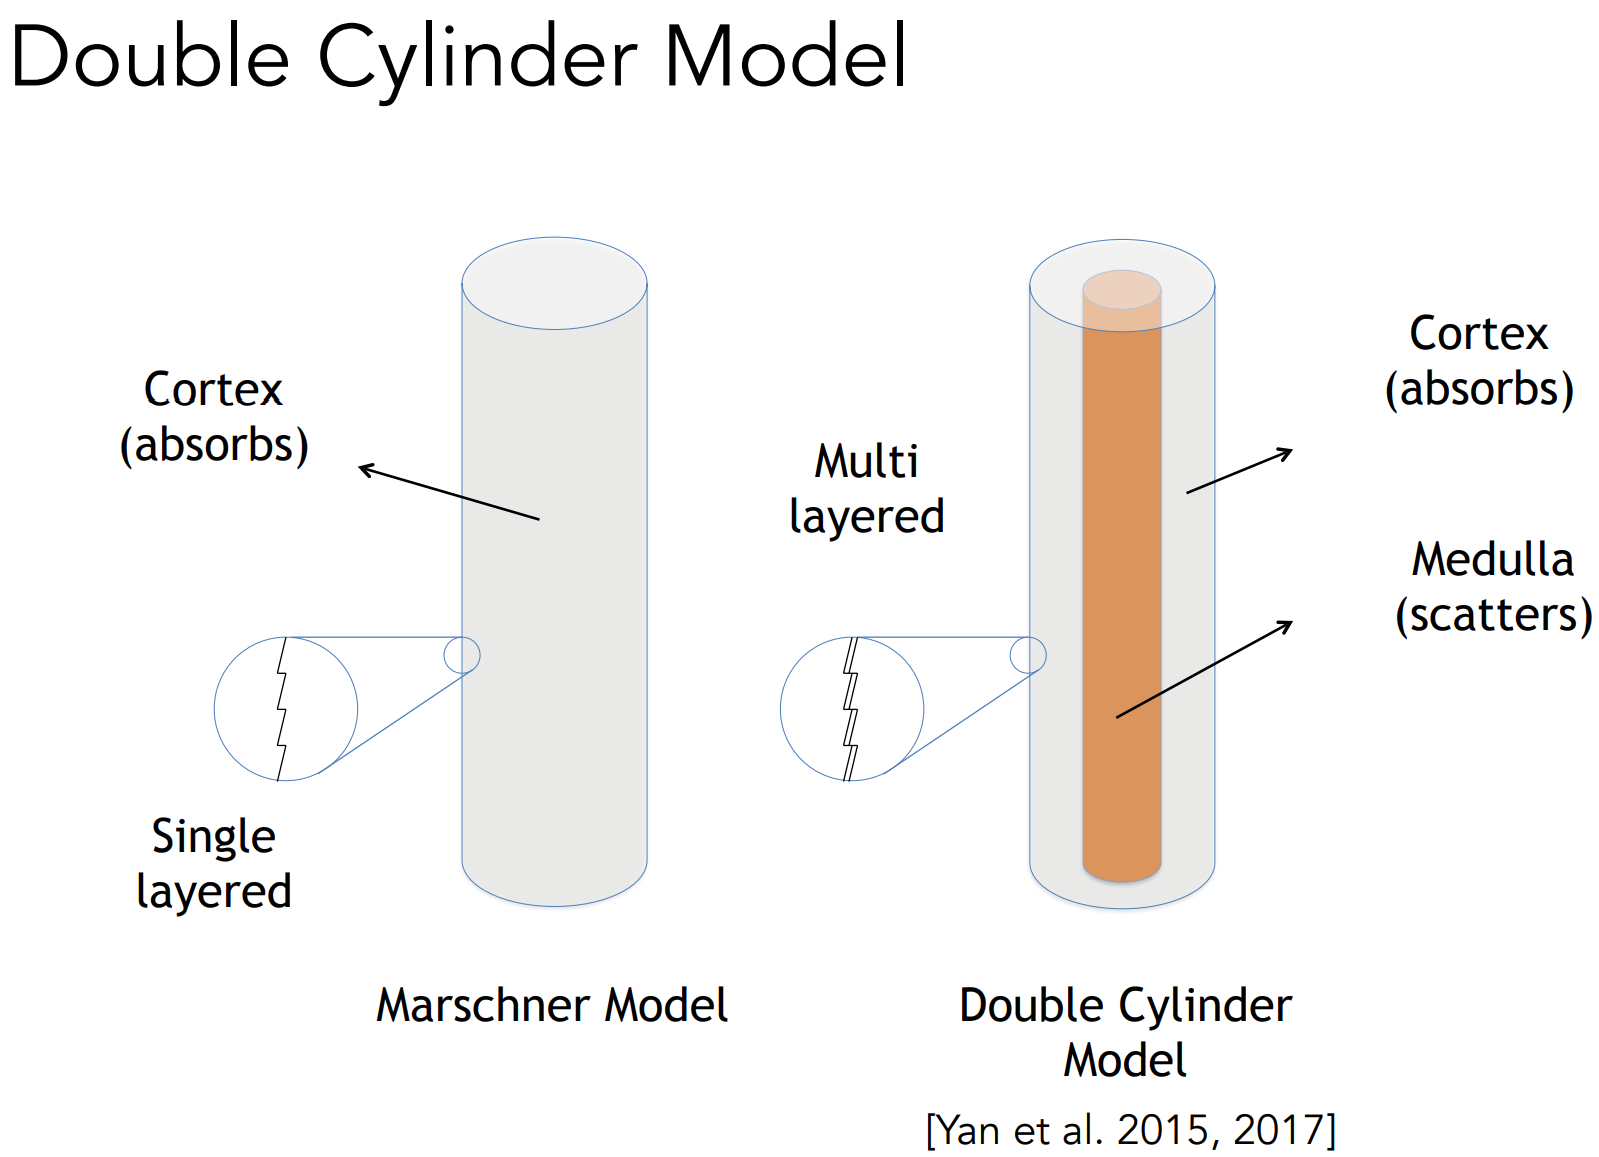 Double Cylinder Model
Cortex
(absorbs)
Single
layered
Marschner Model
Multi
layered
Cortex
(absorbs)
Medulla
(scatters)
Double Cylinder
Model
[Yan et al. 2015, 2017]